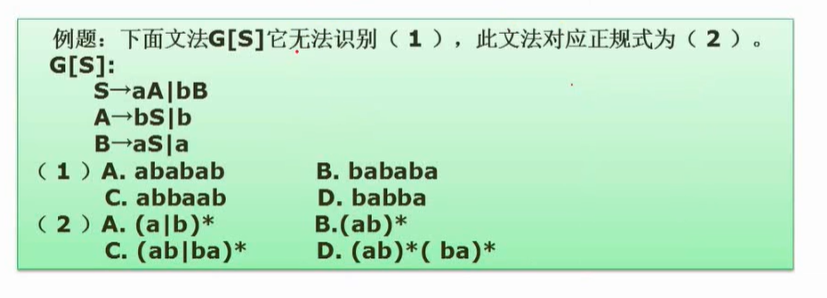 例题：下面文法G[S]它无法识别（ 1 ），此文法对应正规式为（ 2 ）。
G[S]:
S→aA|bB
A→bS|b
B→aS|a
（ 1 ）A. ababab B. bababa
C. abbaab D. babba
（ 2 ）A. (a|b)* B.(ab)*
C. (ab|ba)* D. (ab)*( ba)*